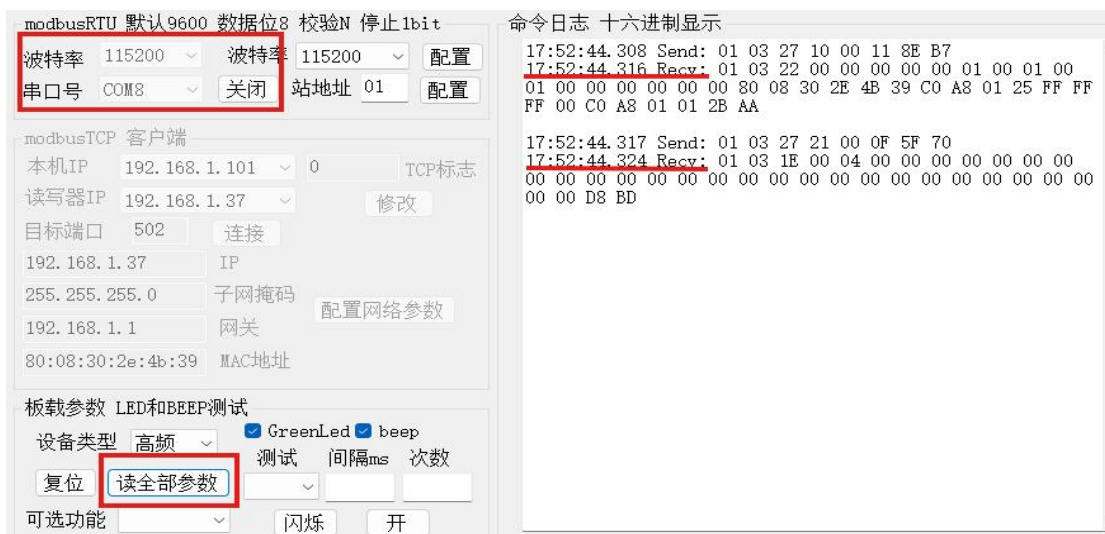 modbusRTU 默认9600 数据位8 校验N 停止1bit
波特率 115200 波特率 115200 配置
串口号 COM8 关闭 站地址 01 配置
modbusTCP 客户端
本机IP 192.168.1.101 0 TCP标志
读写器IP 192.168.1.37 修改
目标端口 502 连接
192.168.1.37 IP
255.255.255.0 子网掩码
配置网络参数
192.168.1.1 网关
80:08:30:2e:4b:39 MAC地址
板载参数 LED和BEEP测试
设备类型 高频 GreenLed beep
测试 间隔ms 次数
复位 读全部参数
可选功能 闪烁 开
命令日志 十六进制显示
17:52:44.308 Send: 01 03 27 10 00 11 8E B7
17:52:44.316 Recv: 01 03 22 00 00 00 00 00 01 00 01 00
01 00 00 00 00 00 00 80 08 30 2E 4B 39 C0 A8 01 25 FF FF
FF 00 C0 A8 01 01 2B AA
17:52:44.317 Send: 01 03 27 21 00 0F 5F 70
17:52:44.324 Recv: 01 03 1E 00 04 00 00 00 00 00 00 00
00 00 00 00 00 00 00 00 00 00 00 00 00 00 00 00 00 00 00
00 00 D8 BD